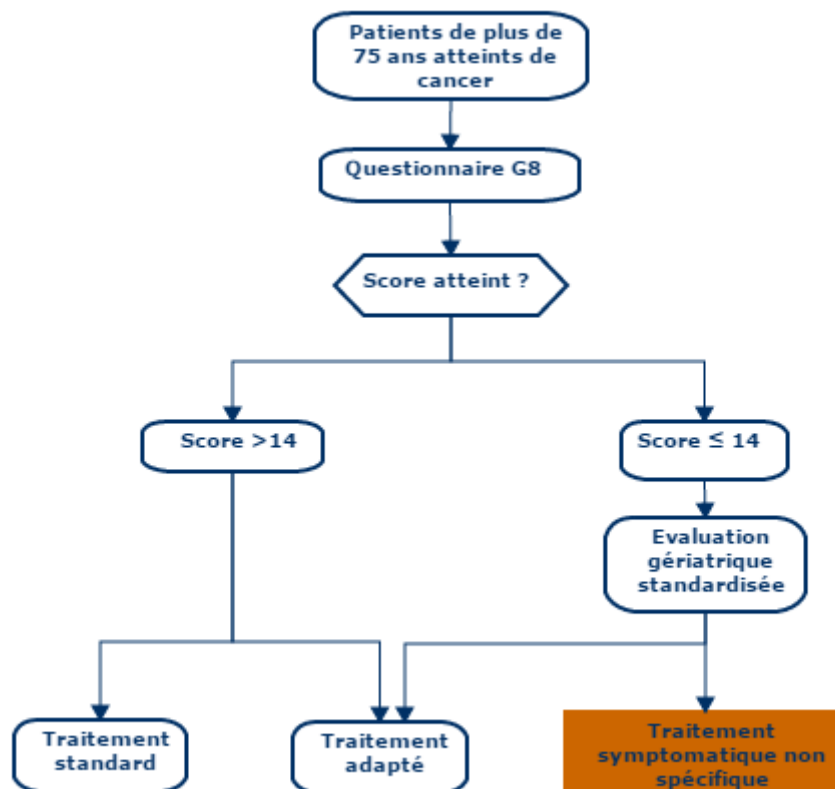 Patients de plus de
75 ans atteints de
cancer
Questionnaire G8
Score atteint ?
Score >14
Score ≤ 14
Evaluation
gériatrique
standardisée
Traitement
standard
Traitement
adapté
Traitement
symptomatique non
spécifique